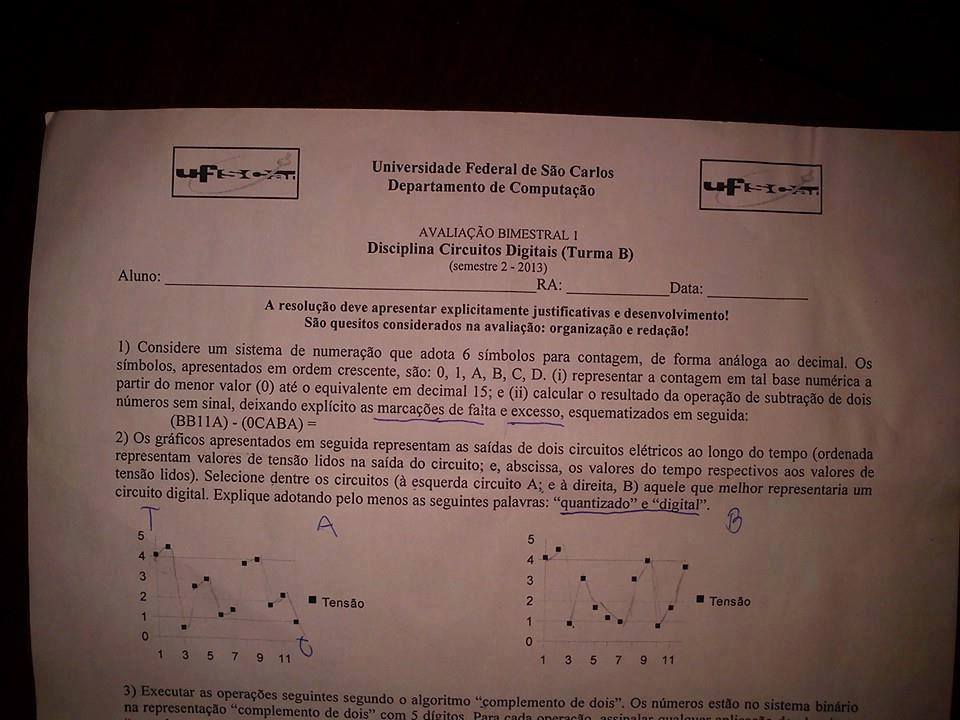 ufscar
Universidade Federal de São Carlos
Departamento de Computação
ufscar
AVALIAÇÃO BIMESTRAL 1
Disciplina Circuitos Digitais (Turma B)
(semestre 2 - 2013)
Aluno: ______ RA: ______ Data: ______
A resolução deve apresentar explicitamente justificativas e desenvolvimento!
São quesitos considerados na avaliação: organização e redação!
1) Considere um sistema de numeração que adota 6 símbolos para contagem, de forma análoga ao decimal. Os
símbolos, apresentados em ordem crescente, são: 0, 1, A, B, C, D. (i) representar a contagem em tal base numérica a
partir do menor valor (0) até o equivalente em decimal 15; e (ii) calcular o resultado da operação de subtração de dois
números sem sinal, deixando explícito as marcações de falta e excesso, esquematizados em seguida:
(BB11A) - (0CABA) =
2) Os gráficos apresentados em seguida representam as saídas de dois circuitos elétricos ao longo do tempo (ordenada
representam valores de tensão lidos na saída do circuito; e, abscissa, os valores do tempo respectivos aos valores de
tensão lidos). Selecione dentre os circuitos (à esquerda circuito A; e à direita, B) aquele que melhor representaria um
circuito digital. Explique adotando pelo menos as seguintes palavras: “quantizado” e “digital”.
T
A
5
4
3
2
1
0
1 3 5 7 9 11
Tensão
B
5
4
3
2
1
0
1 3 5 7 9 11
Tensão
3) Executar as operações seguintes segundo o algoritmo “complemento de dois”. Os números estão no sistema binário
na representação “complemento de dois” com 5 dígitos. Para cada operação, assinalar qualquer